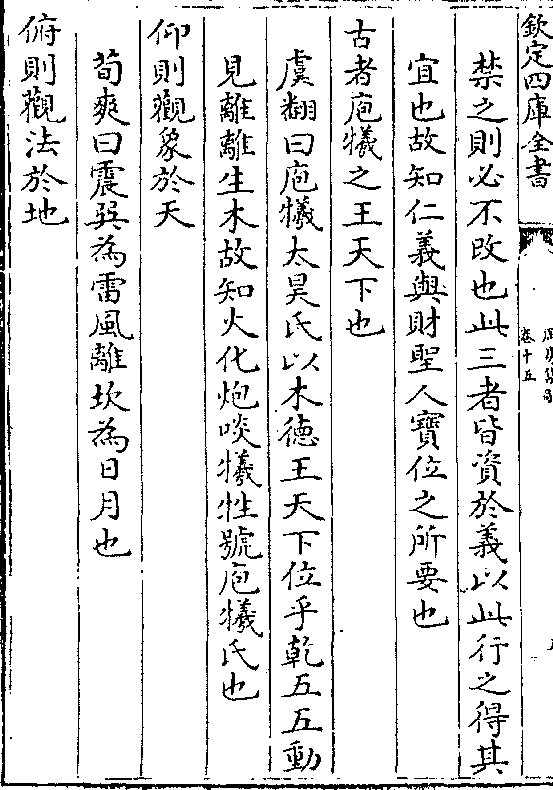 欽定四庫全書
卷十五
禁之則必不改也此三者皆資於義以此行之得其
宜也故知仁義與財聖人寶位之所要也
古者庖犧之王天下也
虞翻曰庖犧太昊氏以木德王天下位乎乾五五動
見離離生木故知火化炮啖犧牲號庖犧氏也
仰則觀象於天
荀爽曰震巽為雷風離坎為日月也
俯則觀法於地